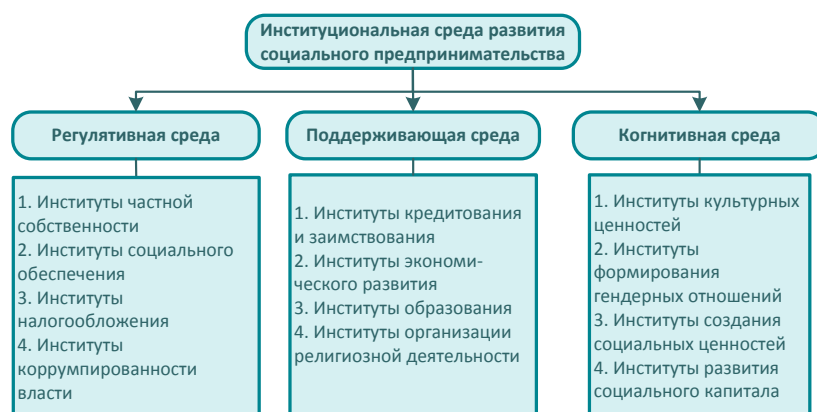 Институциональная среда развития
социального предпринимательства
Регулятивная среда
Поддерживающая среда
Когнитивная среда
1. Институты частной
собственности
2. Институты социального
обеспечения
3. Институты
налогообложения
4. Институты
коррумпированности
власти
1. Институты кредитования
и заимствования
2. Институты экономи-
ческого развития
3. Институты образования
4. Институты организации
религиозной деятельности
1. Институты культурных
ценностей
2. Институты
формирования
гендерных отношений
3. Институты создания
социальных ценностей
4. Институты развития
социального капитала